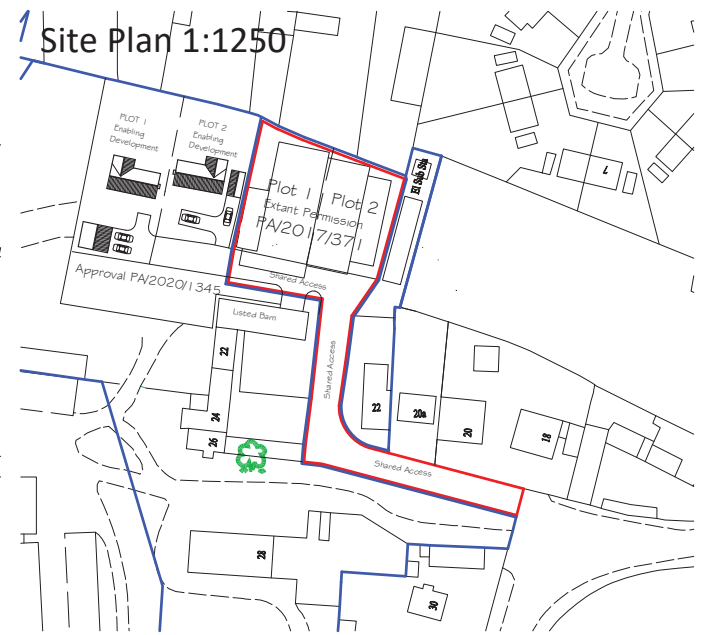 Site Plan 1:1250
PLOT 1
Enabling
Development
PLOT 2
Enabling
Development
Plot 1 Plot 2
Extant Permission
PA/2017/371
El Sub Sta
Approval PA/2020/1345
Shared Access
Listed Barn
Shared Access
22
24
26
22
20a
20
18
Shared Access
28
30